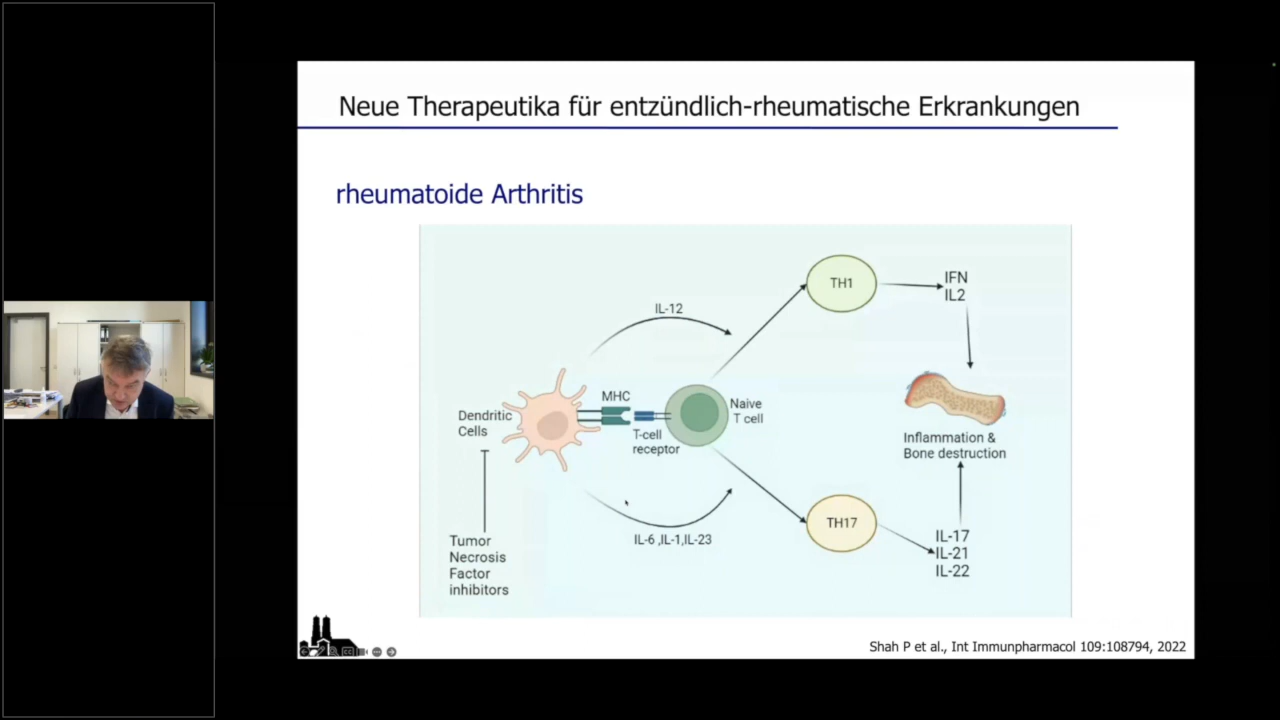 Neue Therapeutika für entzündlich-rheumatische Erkrankungen
rheumatoide Arthritis
TH1
IFN
IL2
IL-12
MHC
Dendritic
Cells
T-cell
receptor
Naive
T cell
Inflammation &
Bone destruction
IL-6 ,IL-1,IL-23
TH17
IL-17
IL-21
IL-22
Tumor
Necrosis
Factor
inhibitors
Shah P et al., Int Immunpharmacol 109:108794, 2022